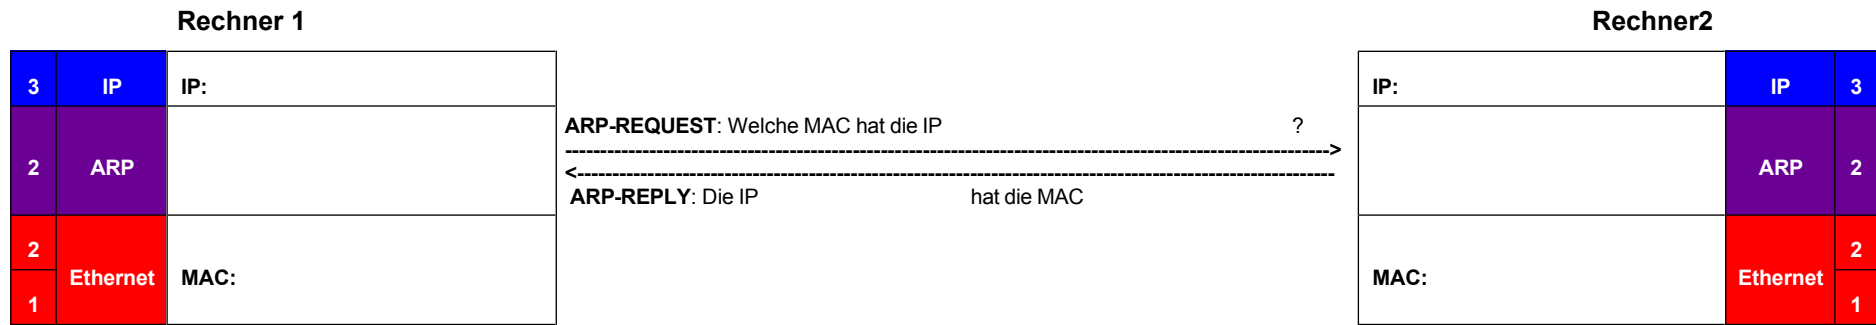 Rechner 1 Rechner2
3 IP IP: IP: IP 3
ARP-REQUEST: Welche MAC hat die IP ?
----------------------------------------------------------------------------------------------------------------->
2 ARP ARP 2
<-----------------------------------------------------------------------------------------------------------------
ARP-REPLY: Die IP hat die MAC
2 2
Ethernet MAC: MAC: Ethernet
1 1